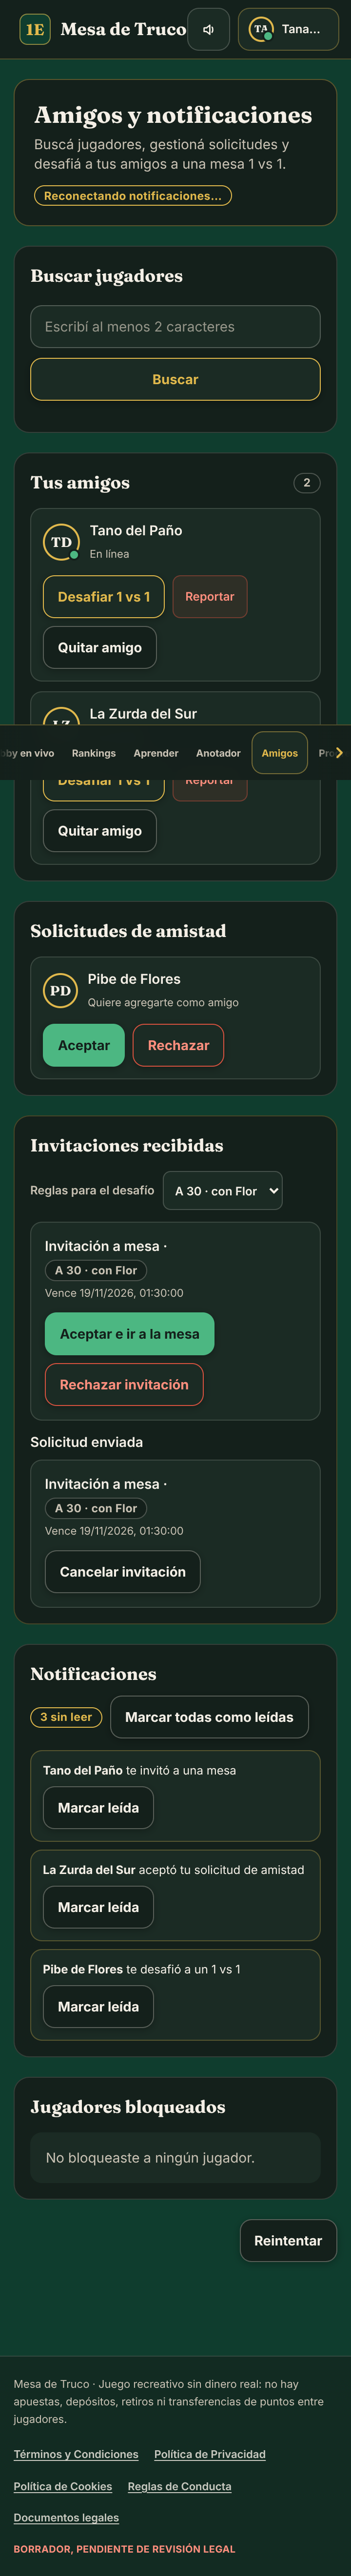 1E Mesa de Truco TA Tana...
Amigos y notificaciones
Buscá jugadores, gestioná solicitudes y
desafiá a tus amigos a una mesa 1 vs 1.
Reconectando notificaciones...
Buscar jugadores
Escribí al menos 2 caracteres
Buscar
Tus amigos 2
TD Tano del Paño
En línea
Desafiar 1 vs 1 Reportar
Quitar amigo
La Zurda del Sur
en vivo Rankings Aprender Anotador Amigos
Desafiar 1 vs 1 Reportar
Quitar amigo
Solicitudes de amistad
PD Pibe de Flores
Quiere agregarte como amigo
Aceptar Rechazar
Invitaciones recibidas
Reglas para el desafío A 30 · con Flor
Invitación a mesa ·
A 30 · con Flor
Vence 19/11/2026, 01:30:00
Aceptar e ir a la mesa
Rechazar invitación
Solicitud enviada
Invitación a mesa ·
A 30 · con Flor
Vence 19/11/2026, 01:30:00
Cancelar invitación
Notificaciones
3 sin leer Marcar todas como leídas
Tano del Paño te invitó a una mesa
Marcar leída
La Zurda del Sur aceptó tu solicitud de amistad
Marcar leída
Pibe de Flores te desafió a un 1 vs 1
Marcar leída
Jugadores bloqueados
No bloqueaste a ningún jugador.
Reintentar
Mesa de Truco · Juego recreativo sin dinero real: no hay
apuestas, depósitos, retiros ni transferencias de puntos entre
jugadores.
Términos y Condiciones Política de Privacidad
Política de Cookies Reglas de Conducta
Documentos legales
BORRADOR, PENDIENTE DE REVISIÓN LEGAL